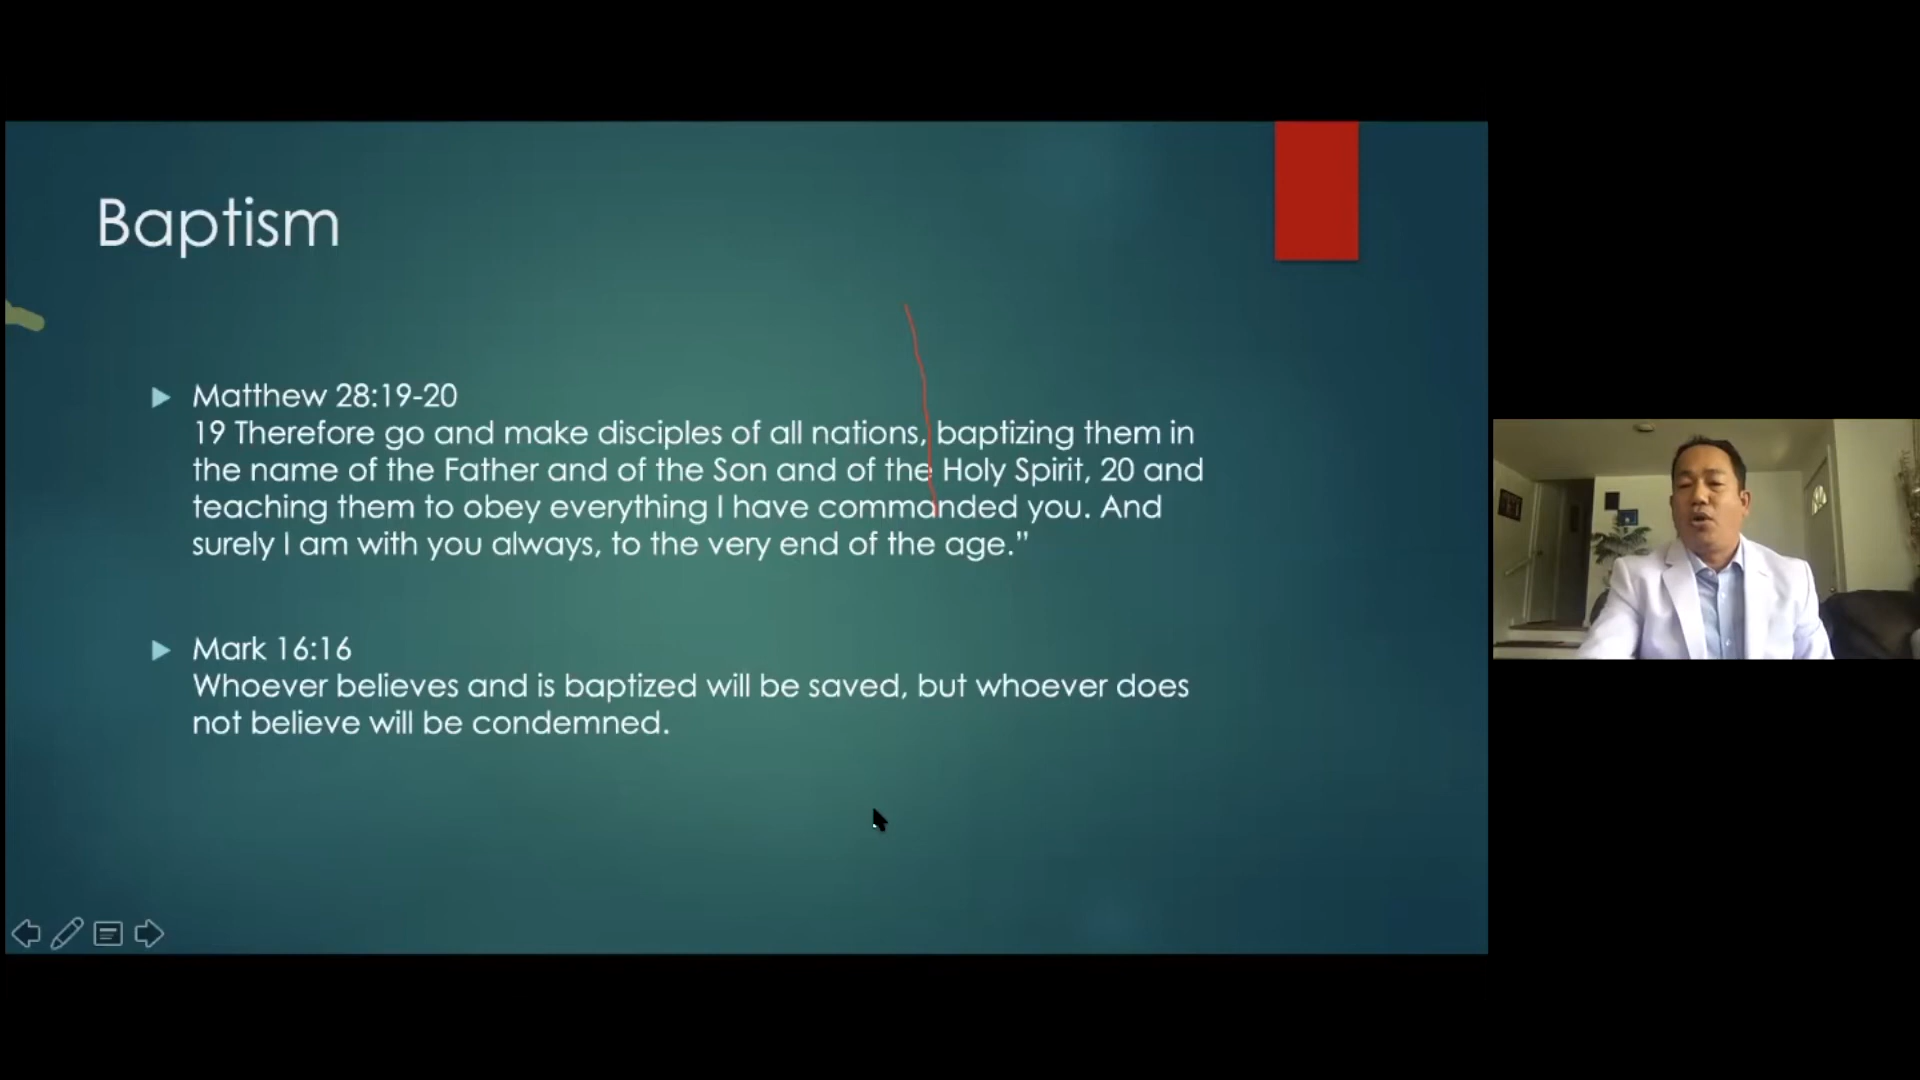 Baptism
Matthew 28:19-20
19 Therefore go and make disciples of all nations, baptizing them in
the name of the Father and of the Son and of the Holy Spirit, 20 and
teaching them to obey everything I have commanded you. And
surely I am with you always, to the very end of the age.”
Mark 16:16
Whoever believes and is baptized will be saved, but whoever does
not believe will be condemned.